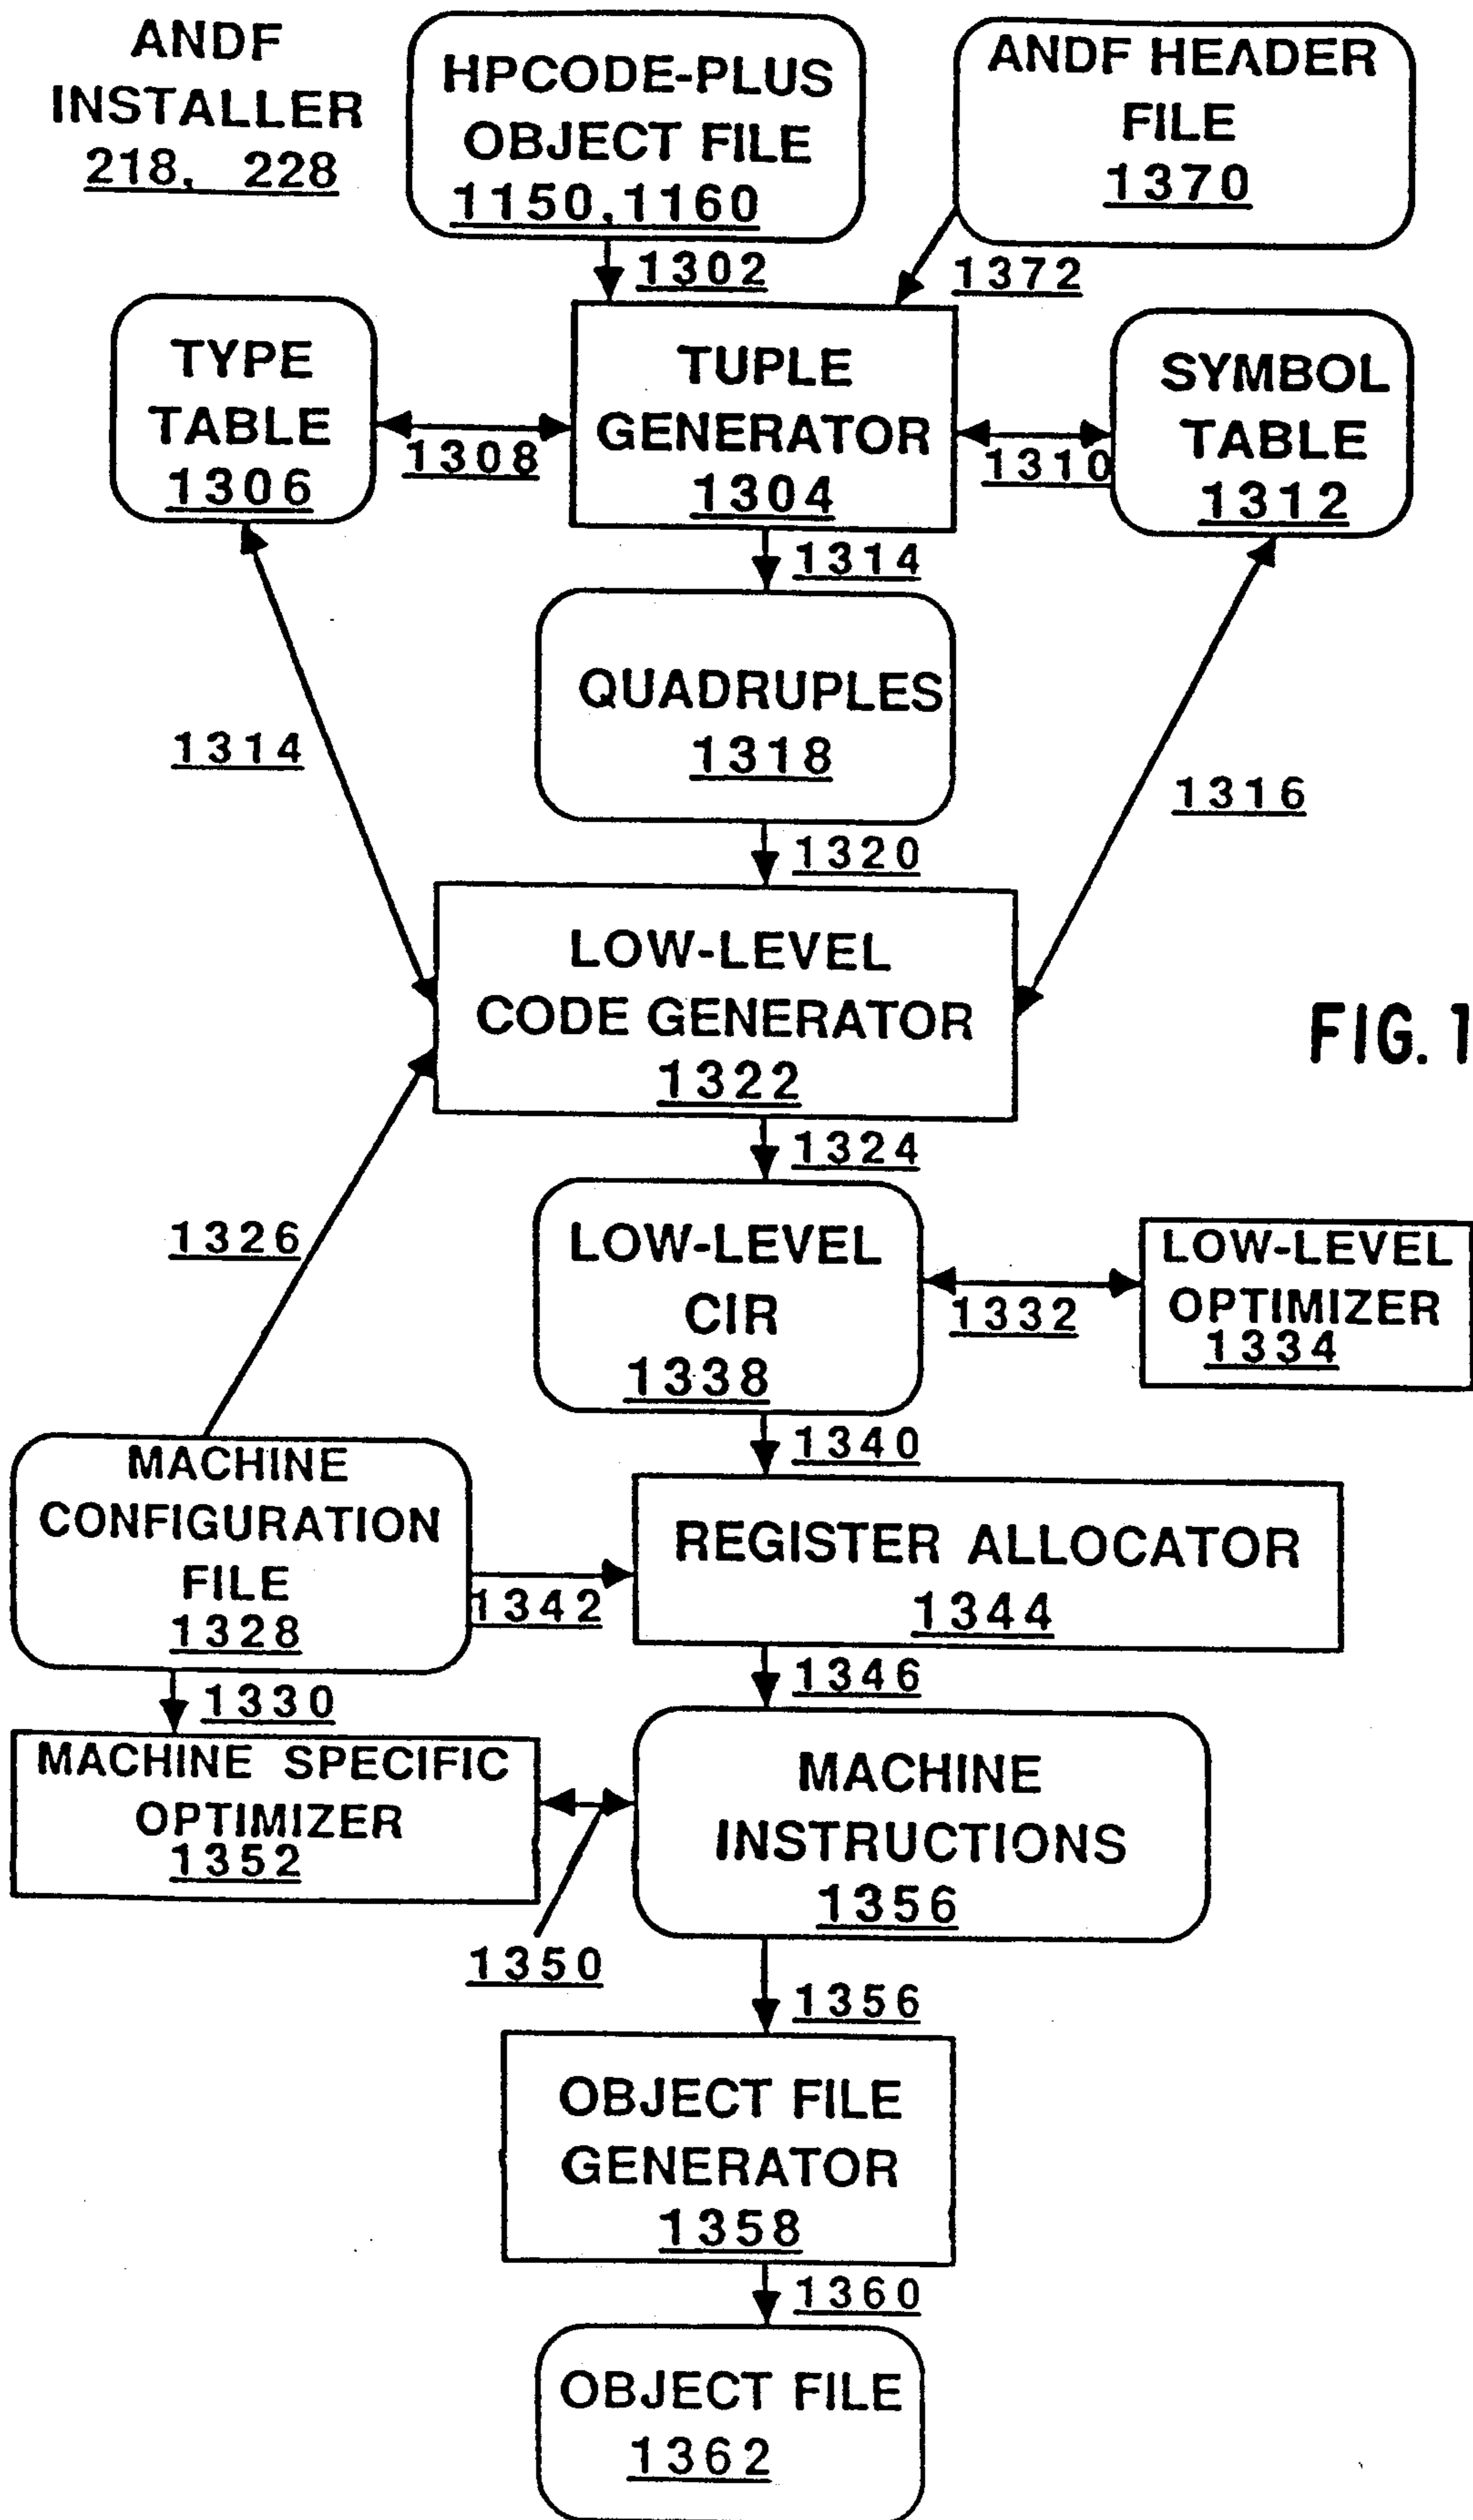 ANDF
INSTALLER
218, 228
HPCODE-PLUS
OBJECT FILE
1150,1160
ANDF HEADER
FILE
1370
1302
1372
TYPE
TABLE
1306
1308
TUPLE
GENERATOR
1304
1310
SYMBOL
TABLE
1312
1314
QUADRUPLES
1318
1314
1316
1320
LOW-LEVEL
CODE GENERATOR
1322
FIG. 1
1324
1326
LOW-LEVEL
CIR
1338
1332
LOW-LEVEL
OPTIMIZER
1334
1340
MACHINE
CONFIGURATION
FILE
1328
1342
REGISTER ALLOCATOR
1344
1330
1346
MACHINE SPECIFIC
OPTIMIZER
1352
MACHINE
INSTRUCTIONS
1356
1350
1356
OBJECT FILE
GENERATOR
1358
1360
OBJECT FILE
1362